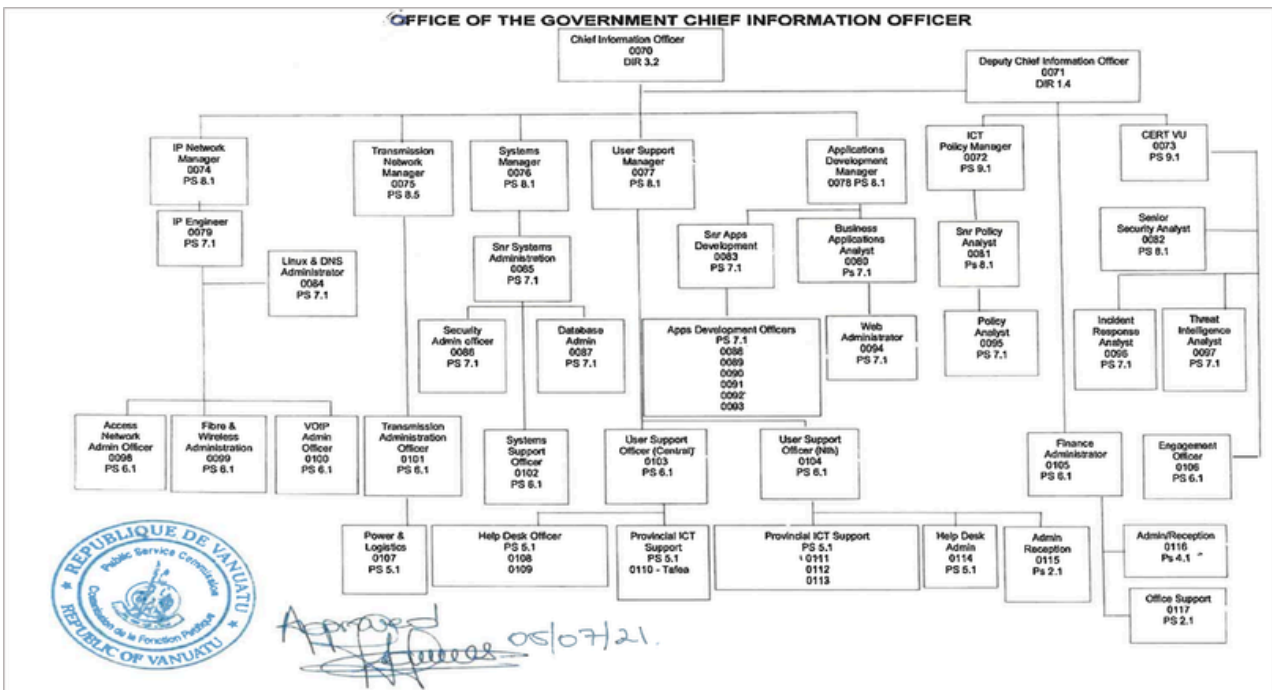 OFFICE OF THE GOVERNMENT CHIEF INFORMATION OFFICER
Chief Information Officer
0070
DIR 3.2
Deputy Chief Information Officer
0071
DIR 1.4
IP Network
Manager
0074
PS 8.1
Transmission
Network
Manager
0075
PS 8.5
Systems
Manager
0076
PS 8.1
User Support
Manager
0077
PS 8.1
Applications
Development
Manager
0078 PS 8.1
ICT
Policy Manager
0072
PS 9.1
CERT VU
0073
PS 9.1
IP Engineer
0079
PS 7.1
Linux & DNS
Administrator
0084
PS 7.1
Snr Systems
Administration
0085
PS 7.1
Snr Apps
Development
0083
PS 7.1
Business
Applications
Analyst
0080
Ps 7.1
Snr Policy
Analyst
0081
Ps 8.1
Senior
Security Analyst
0082
PS 8.1
Security
Admin officer
0086
PS 7.1
Database
Admin
0087
PS 7.1
Apps Development Officers
PS 7.1
0088
0089
0090
0091
0092
0093
Web
Administrator
0094
PS 7.1
Policy
Analyst
0095
PS 7.1
Incident
Response
Analyst
0096
PS 7.1
Threat
Intelligence
Analyst
0097
PS 7.1
Access
Network
Admin Officer
0098
PS 6.1
Fibre &
Wireless
Administration
0099
PS 6.1
VOIP
Admin
Officer
0100
PS 6.1
Transmission
Administration
Officer
0101
PS 6.1
Systems
Support
Officer
0102
PS 6.1
User Support
Officer (Central)
0103
PS 6.1
User Support
Officer (Nth)
0104
PS 6.1
Finance
Administrator
0105
PS 6.1
Engagement
Officer
0106
PS 6.1
Power &
Logistics
0107
PS 5.1
Help Desk Officer
PS 5.1
0108
0109
Provincial ICT
Support
PS 5.1
0110 - Tafea
Provincial ICT Support
PS 5.1
0111
0112
0113
Help Desk
Admin
0114
PS 5.1
Admin
Reception
0115
Ps 2.1
Admin/Reception
0116
Ps 4.1
Office Support
0117
PS 2.1
REPUBLIQUE DE VANUATU
Public Service Commission
Commission de la Fonction Publique
REPUBLIC OF VANUATU
Approved
05/07/21.